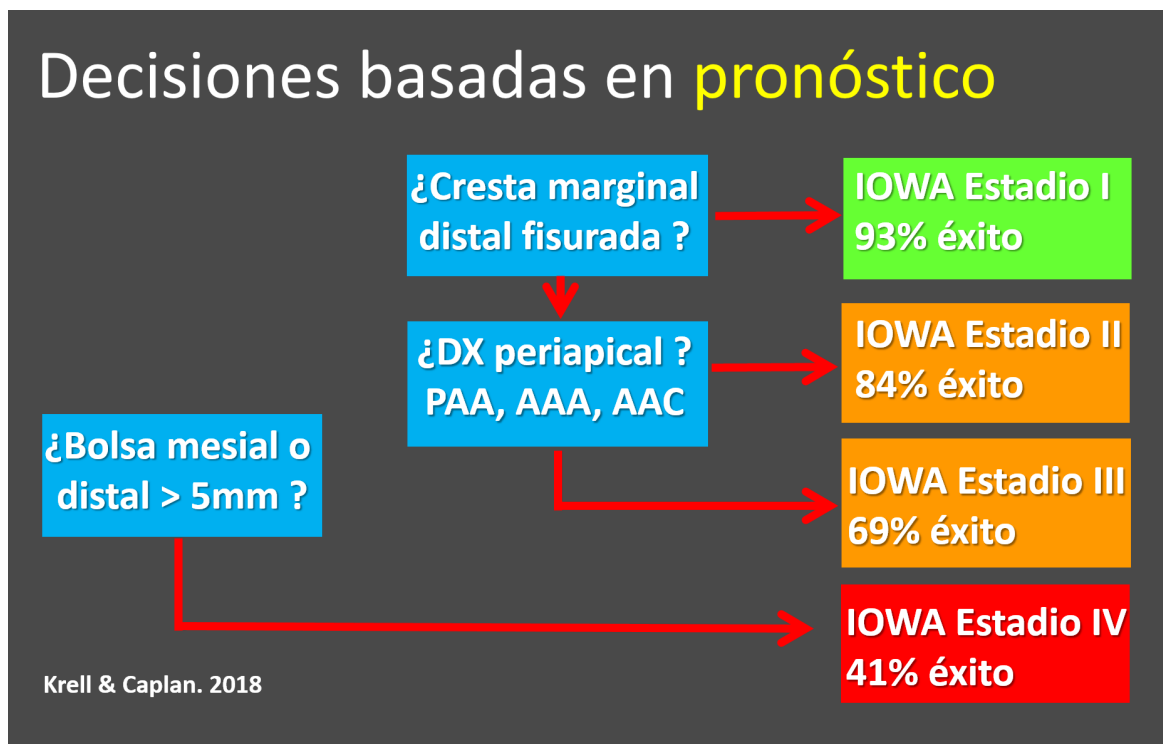 Decisiones basadas en pronóstico
¿Cresta marginal
distal fisurada ?
IOWA Estadio I
93% éxito
¿DX periapical ?
PAA, AAA, AAC
IOWA Estadio II
84% éxito
¿Bolsa mesial o
distal > 5mm ?
IOWA Estadio III
69% éxito
IOWA Estadio IV
41% éxito
Krell & Caplan. 2018